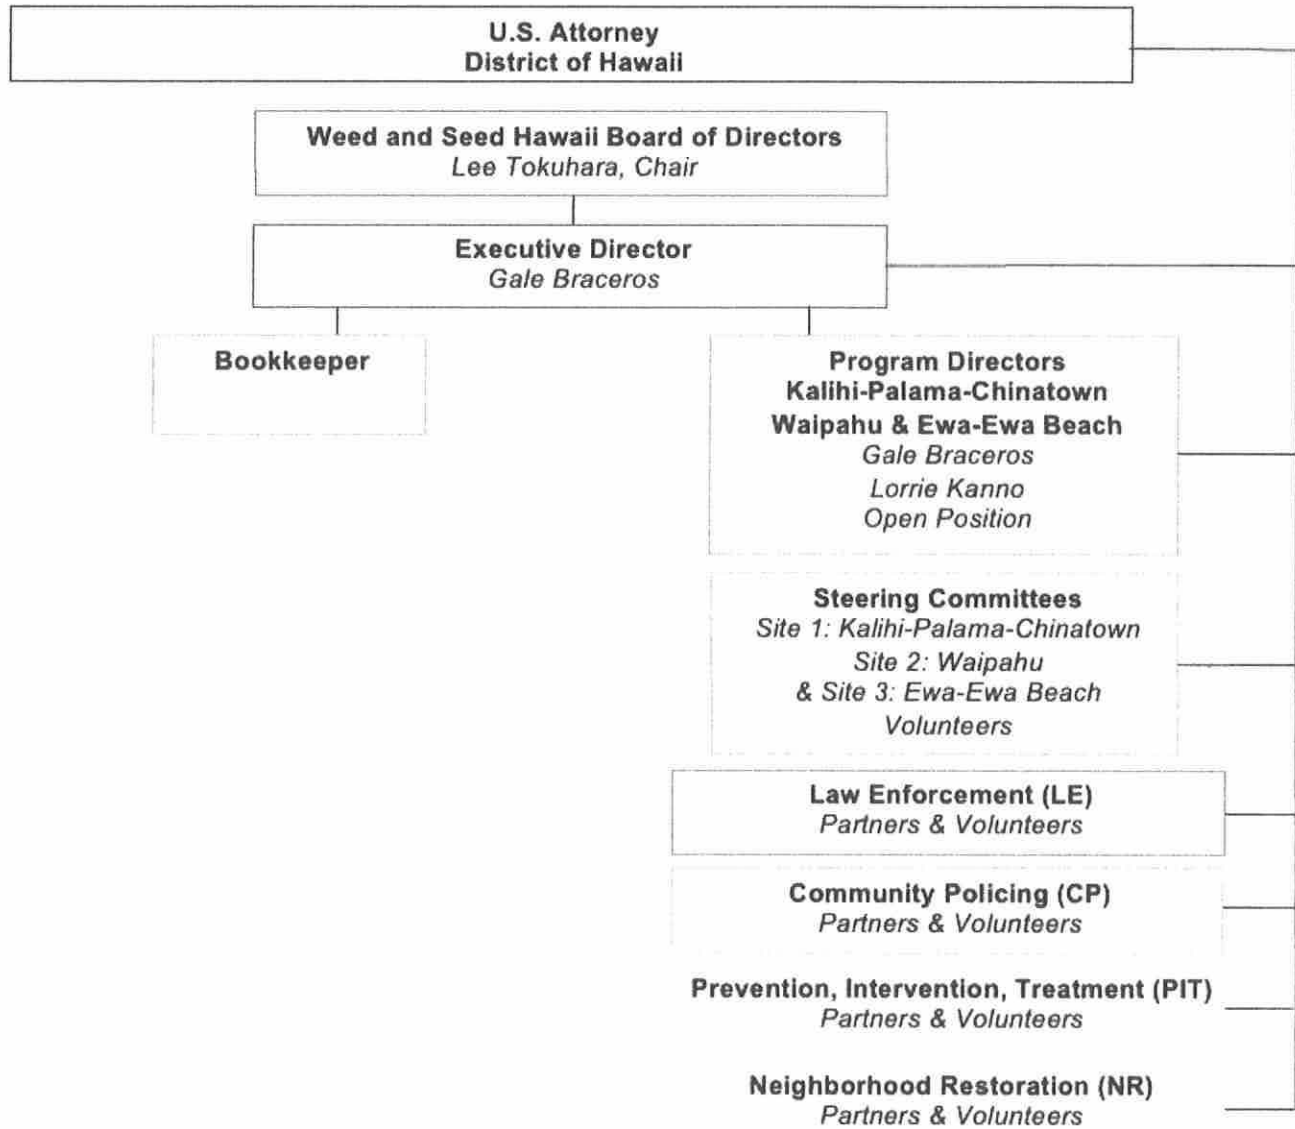 U.S. Attorney
District of Hawaii
Weed and Seed Hawaii Board of Directors
Lee Tokuhara, Chair
Executive Director
Gale Braceros
Bookkeeper
Program Directors
Kalihi-Palama-Chinatown
Waipahu & Ewa-Ewa Beach
Gale Braceros
Lorrie Kanno
Open Position
Steering Committees
Site 1: Kalihi-Palama-Chinatown
Site 2: Waipahu
& Site 3: Ewa-Ewa Beach
Volunteers
Law Enforcement (LE)
Partners & Volunteers
Community Policing (CP)
Partners & Volunteers
Prevention, Intervention, Treatment (PIT)
Partners & Volunteers
Neighborhood Restoration (NR)
Partners & Volunteers